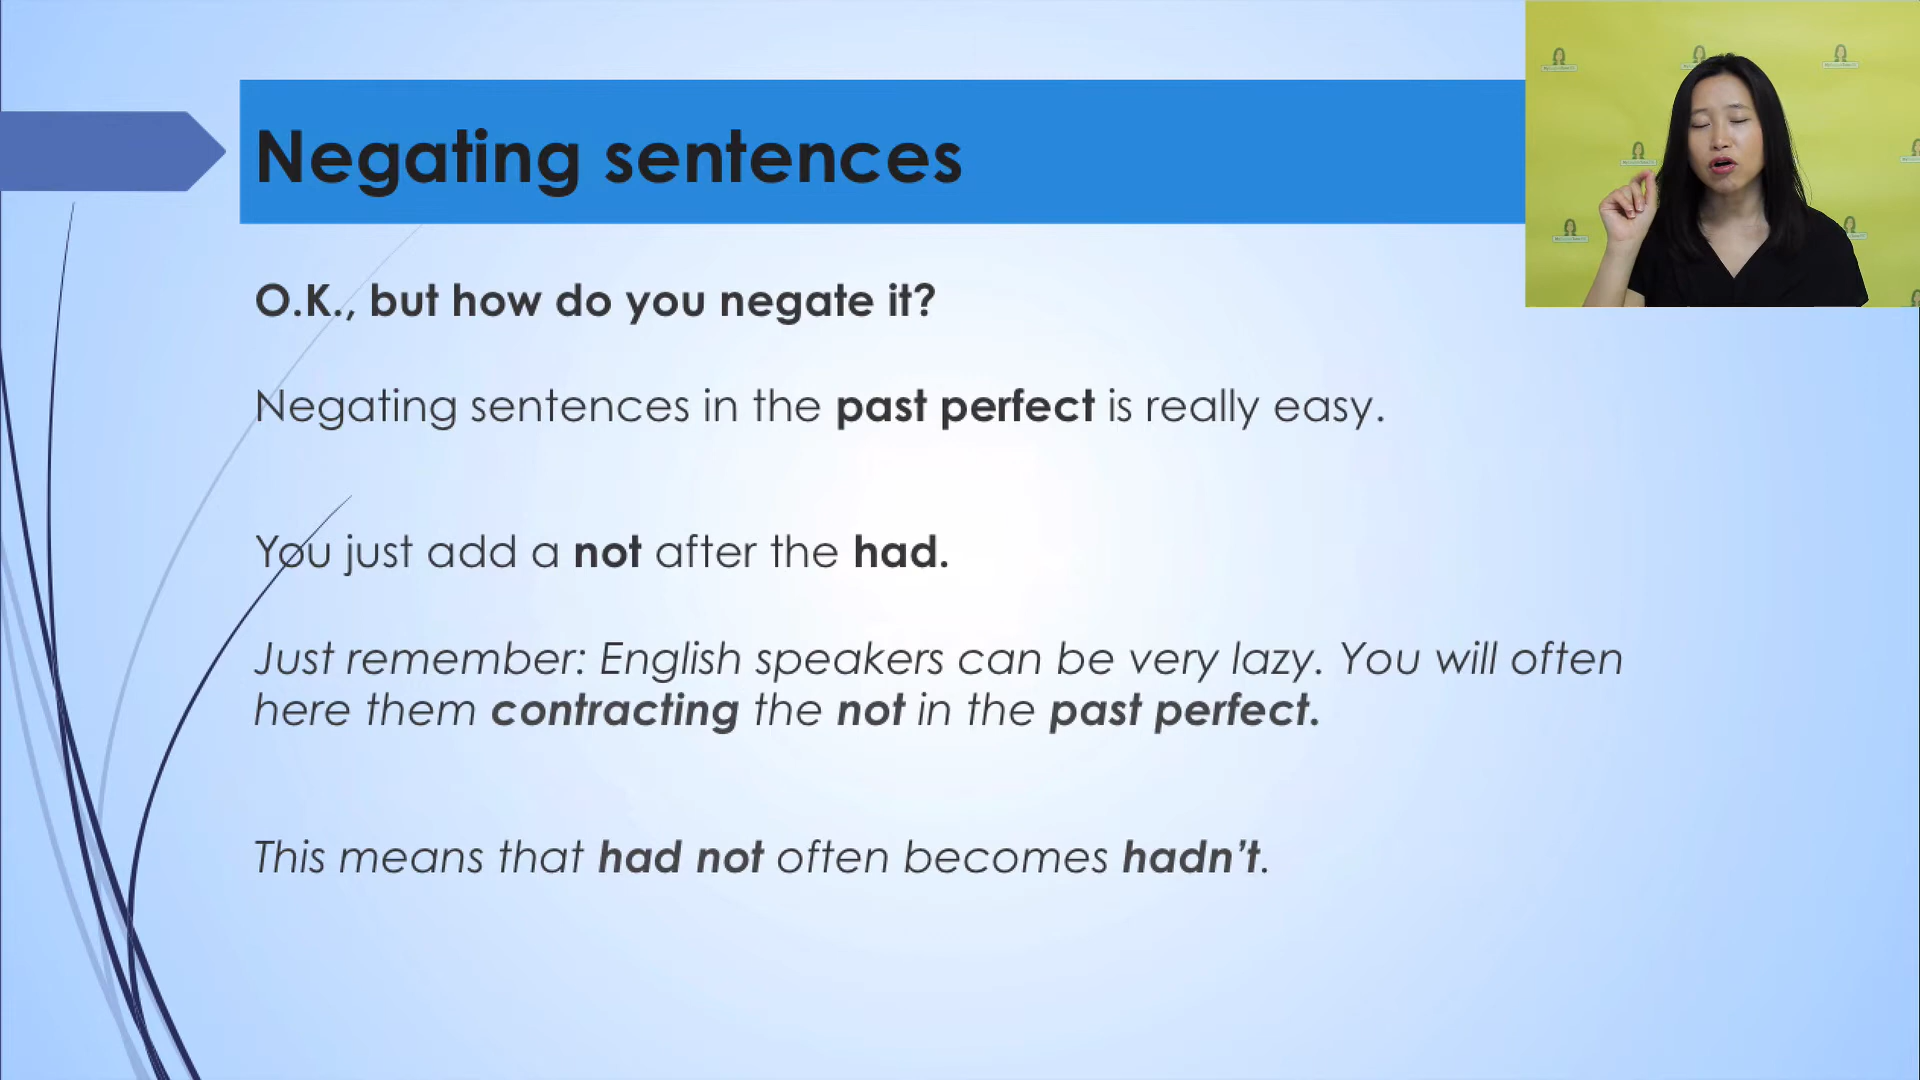 Negating sentences
O.K., but how do you negate it?
Negating sentences in the past perfect is really easy.
You just add a not after the had.
Just remember: English speakers can be very lazy. You will often
here them contracting the not in the past perfect.
This means that had not often becomes hadn’t.